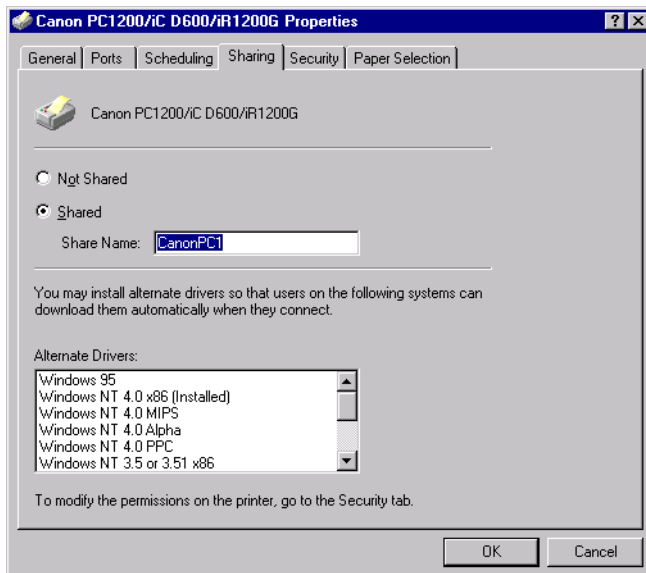 Canon PC1200/iC D600/iR1200G Properties
General Ports Scheduling Sharing Security Paper Selection
Canon PC1200/iC D600/iR1200G
Not Shared
Shared
Share Name: CanonPC1
You may install alternate drivers so that users on the following systems can
download them automatically when they connect.
Alternate Drivers:
Windows 95
Windows NT 4.0 x86 (Installed)
Windows NT 4.0 MIPS
Windows NT 4.0 Alpha
Windows NT 4.0 PPC
Windows NT 3.5 or 3.51 x86
To modify the permissions on the printer, go to the Security tab.
OK Cancel